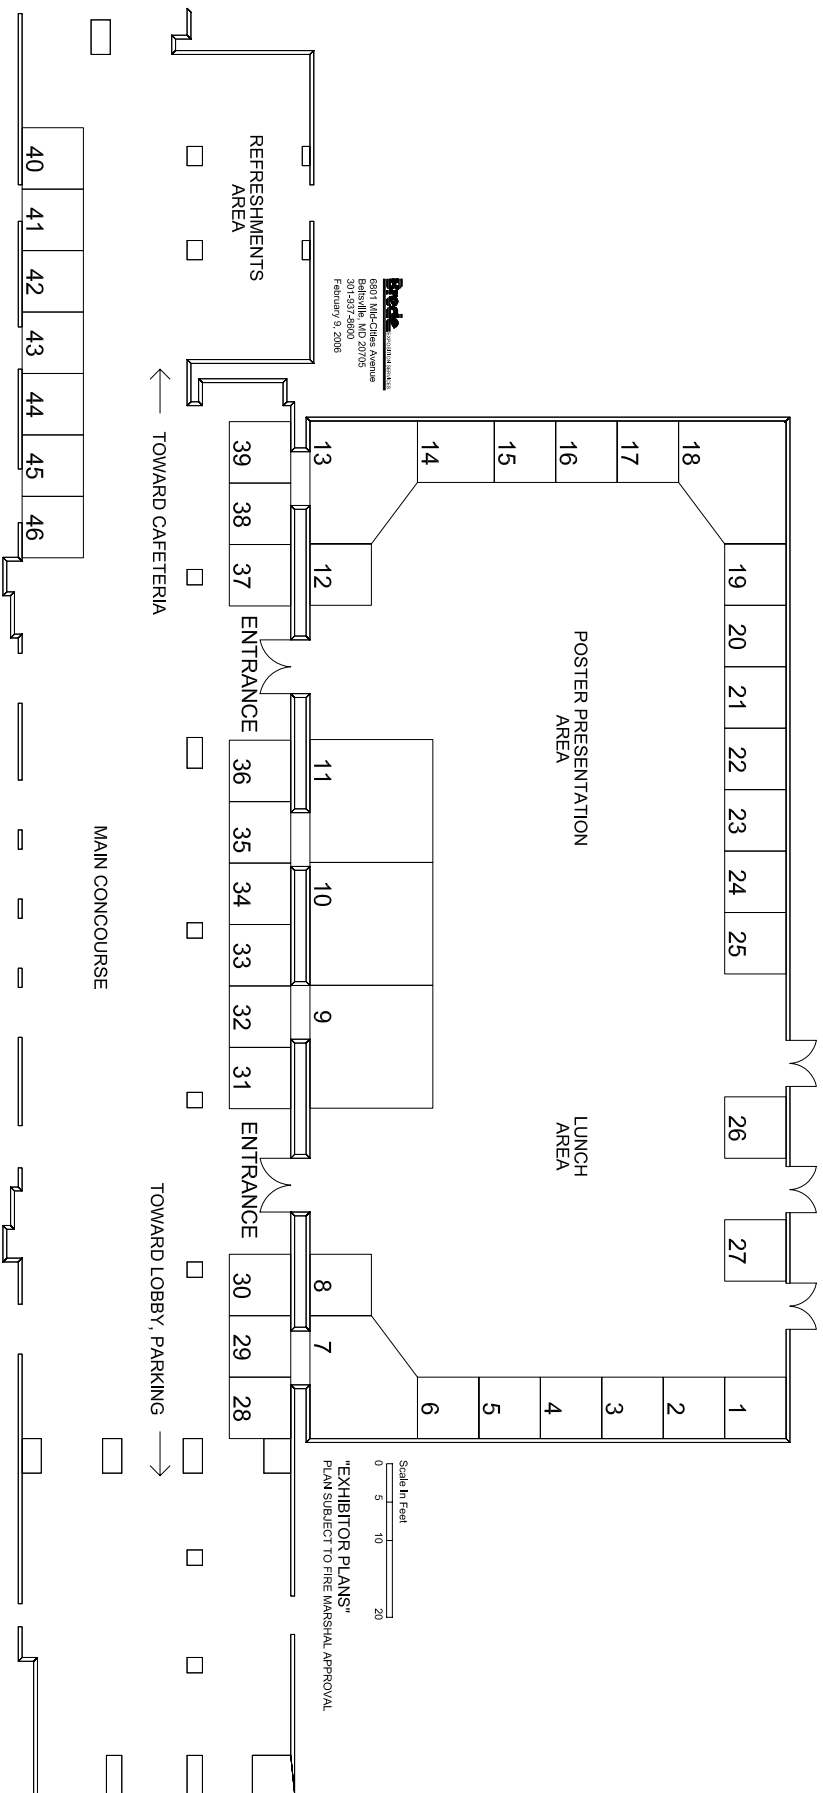 REFRESHMENTS
AREA
Brede EXPOSITION SERVICES
6801 Mid-Cities Avenue
Beltsville, MD 20705
301-937-8600
February 9, 2006
40
41
42
43
44
45
46
TOWARD CAFETERIA
39
38
37
ENTRANCE
36
35
34
33
32
31
ENTRANCE
30
29
28
MAIN CONCOURSE
TOWARD LOBBY, PARKING
13
12
11
10
9
8
7
14
15
16
17
18
19
20
21
22
23
24
25
26
27
POSTER PRESENTATION
AREA
LUNCH
AREA
6
5
4
3
2
1
Scale In Feet
0 5 10 20
"EXHIBITOR PLANS"
PLAN SUBJECT TO FIRE MARSHAL APPROVAL